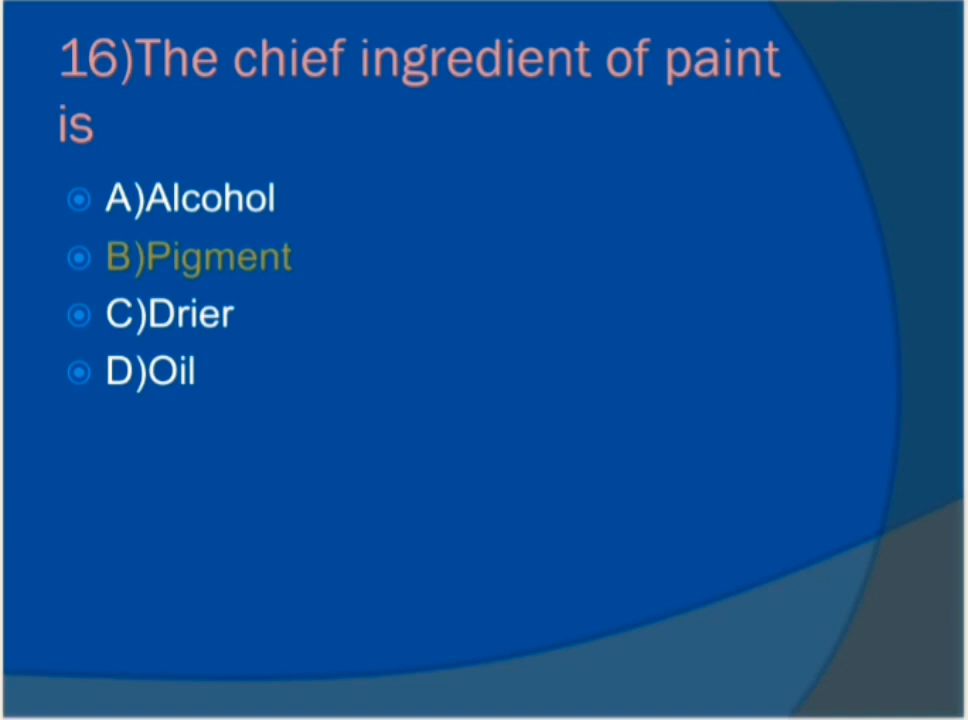 16)The chief ingredient of paint
is
A)Alcohol
B)Pigment
C)Drier
D)Oil